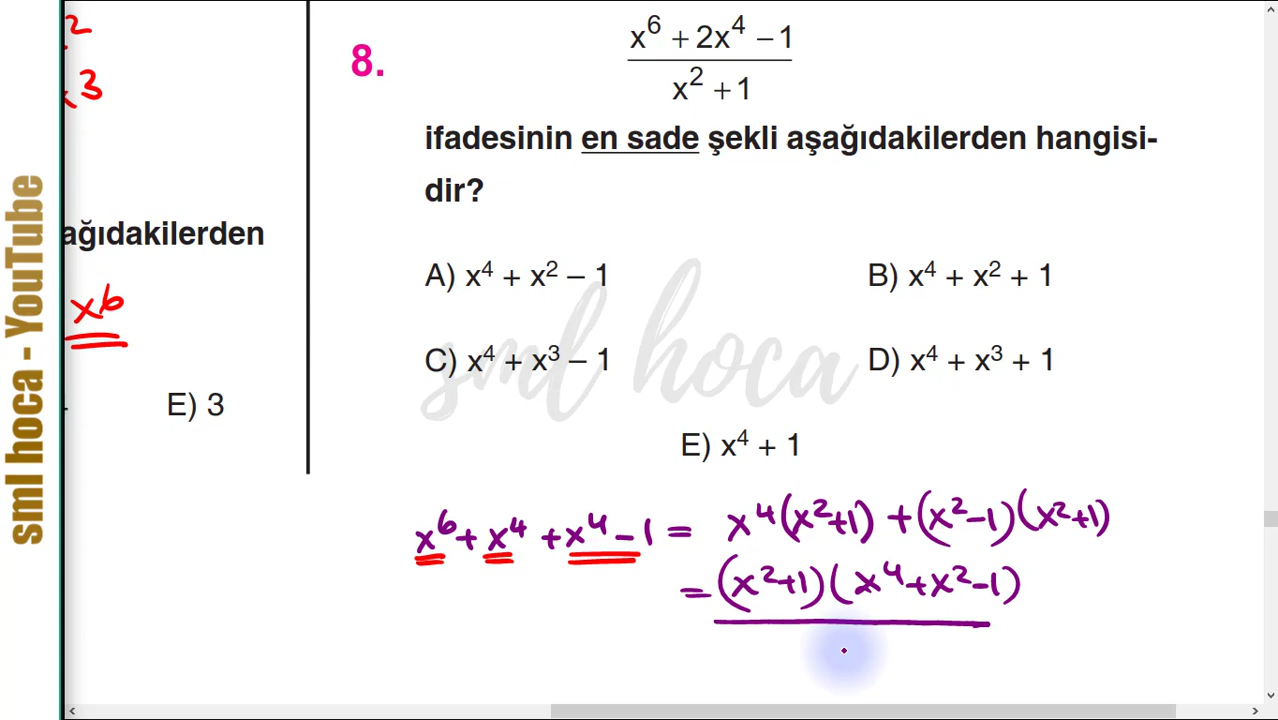 sml hoca - YouTube
2
3
ağıdakilerden
x⁶
E) 3
8.
x⁶ + 2x⁴ − 1
x² + 1
ifadesinin en sade şekli aşağıdakilerden hangisi-
dir?
A) x⁴ + x² − 1
B) x⁴ + x² + 1
C) x⁴ + x³ − 1
D) x⁴ + x³ + 1
E) x⁴ + 1
sml hoca
x⁶ + x⁴ + x⁴ − 1 = x⁴(x²+1) + (x²−1)(x²+1)
= (x²+1)(x⁴+x²−1)